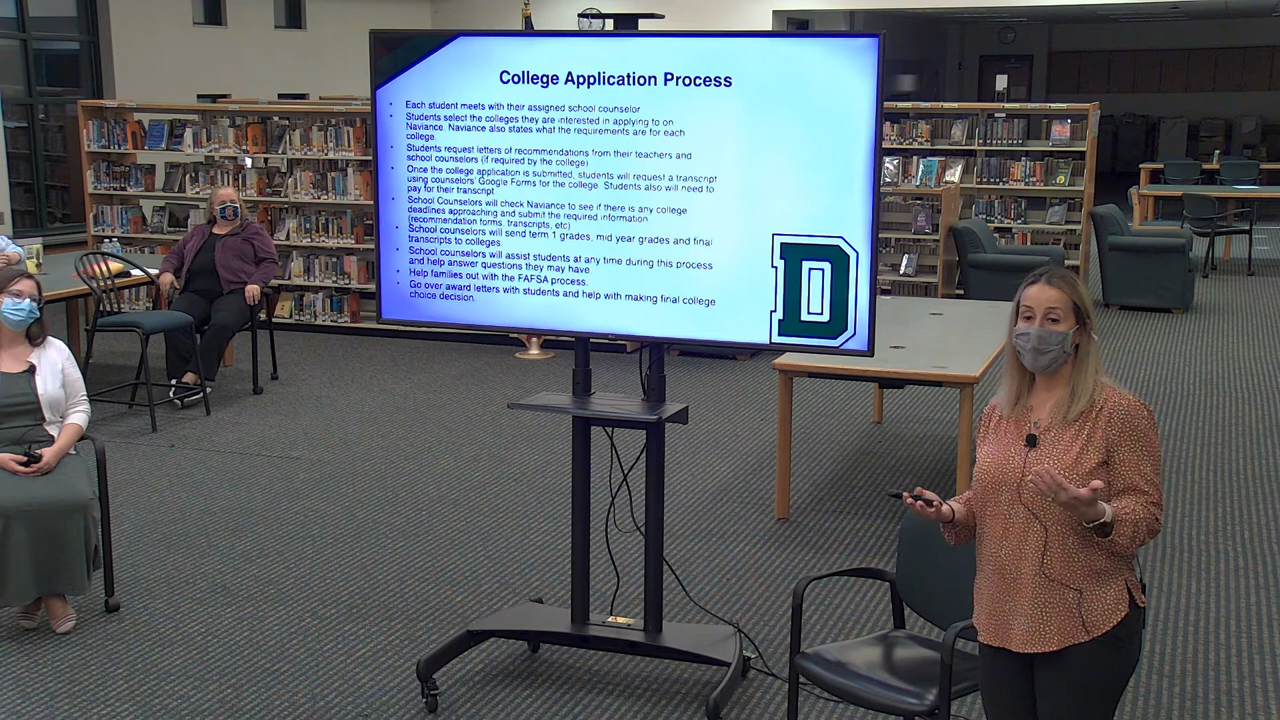 College Application Process
• Each student meets with their assigned school counselor
• Students select the colleges they are interested in applying to on
Naviance. Naviance also states what the requirements are for each
college.
• Students request letters of recommendations from their teachers and
school counselors (if required by the college)
• Once the college application is submitted, students will request a transcript
using counselors' Google Forms for the college. Students also will need to
pay for their transcript
• School Counselors will check Naviance to see if there is any college
deadlines approaching and submit the required information
(recommendation forms, transcripts, etc)
• School counselors will send term 1 grades, mid year grades and final
transcripts to colleges.
• School counselors will assist students at any time during this process
and help answer questions they may have.
• Help families out with the FAFSA process.
• Go over award letters with students and help with making final college
choice decision.
D